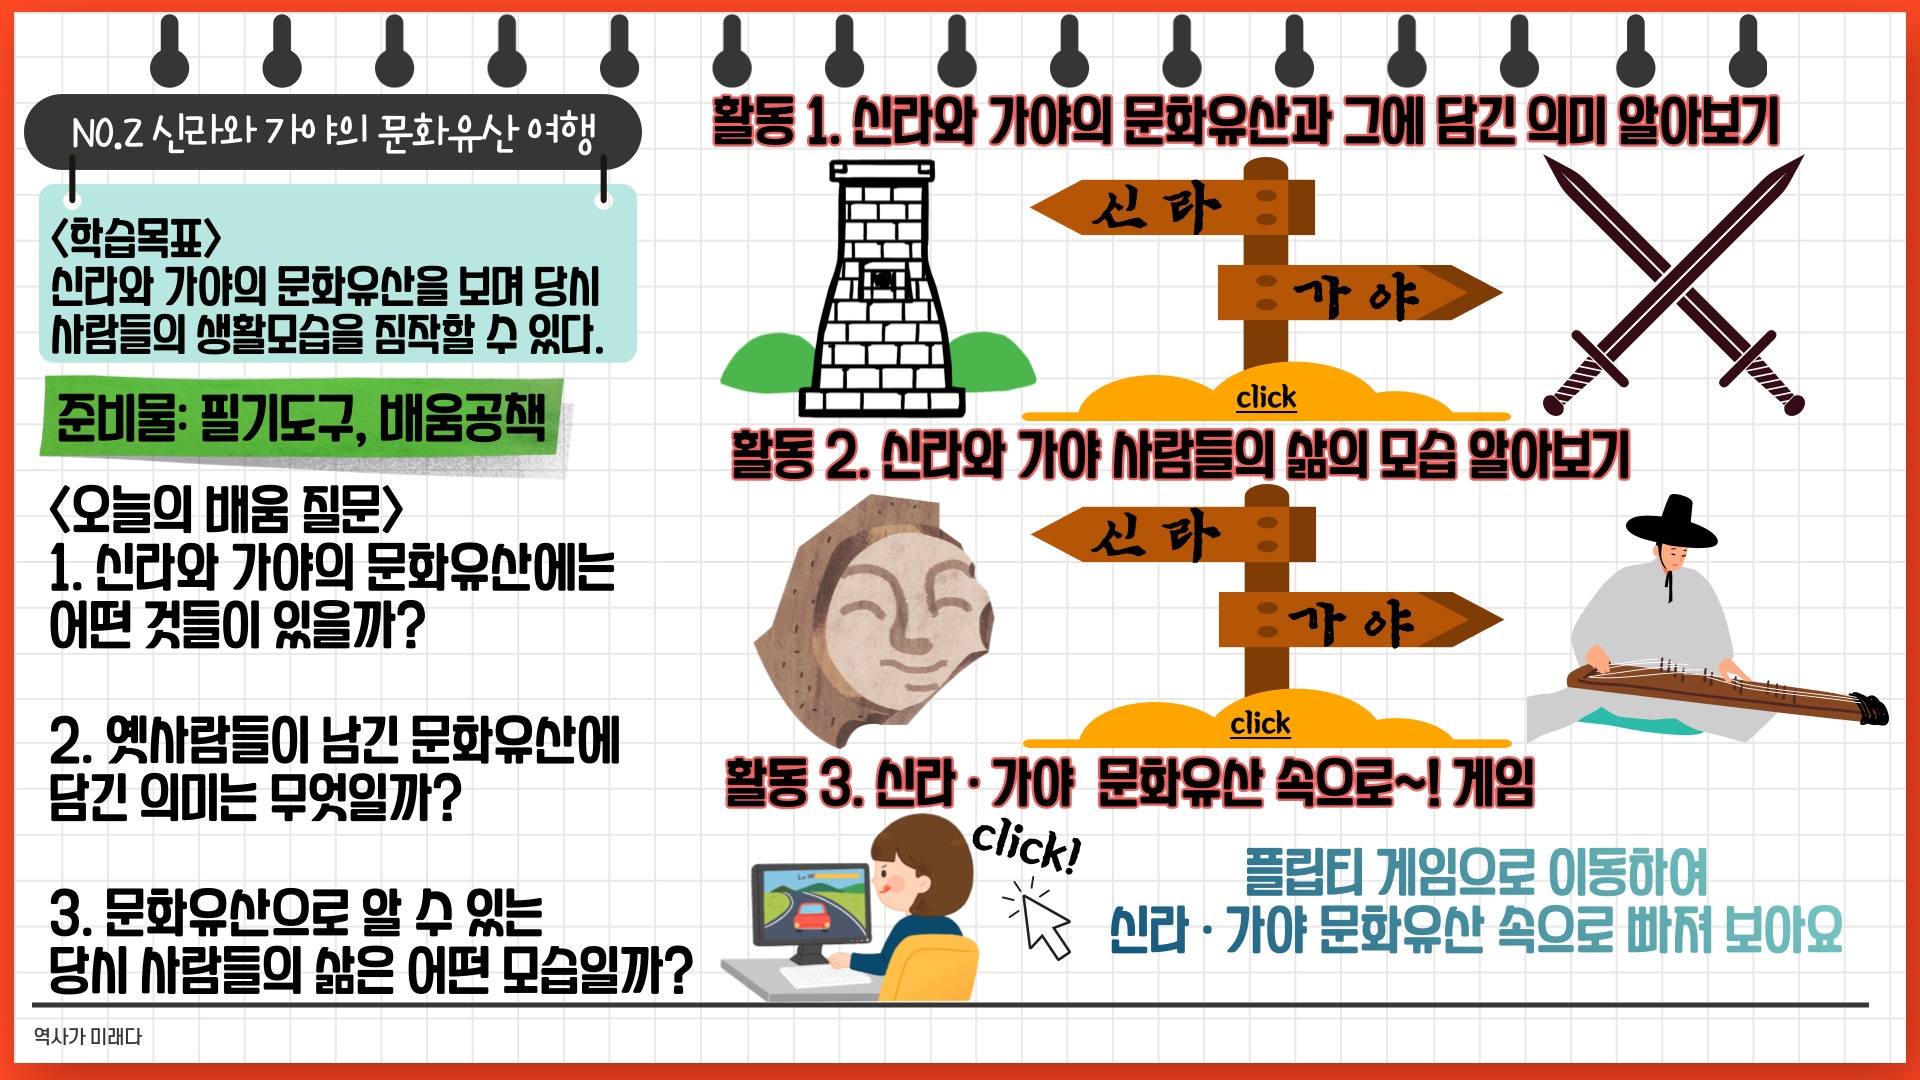 NO.2 신라와 가야의 문화유산 여행
<학습목표>
신라와 가야의 문화유산을 보며 당시
사람들의 생활모습을 짐작할 수 있다.
준비물: 필기도구, 배움공책
<오늘의 배움 질문>
1. 신라와 가야의 문화유산에는
어떤 것들이 있을까?
2. 옛사람들이 남긴 문화유산에
담긴 의미는 무엇일까?
3. 문화유산으로 알 수 있는
당시 사람들의 삶은 어떤 모습일까?
활동 1. 신라와 가야의 문화유산과 그에 담긴 의미 알아보기
신라
가야
click
활동 2. 신라와 가야 사람들의 삶의 모습 알아보기
신라
가야
click
활동 3. 신라 · 가야 문화유산 속으로~! 게임
click!
플립티 게임으로 이동하여
신라 · 가야 문화유산 속으로 빠져 보아요
역사가 미래다